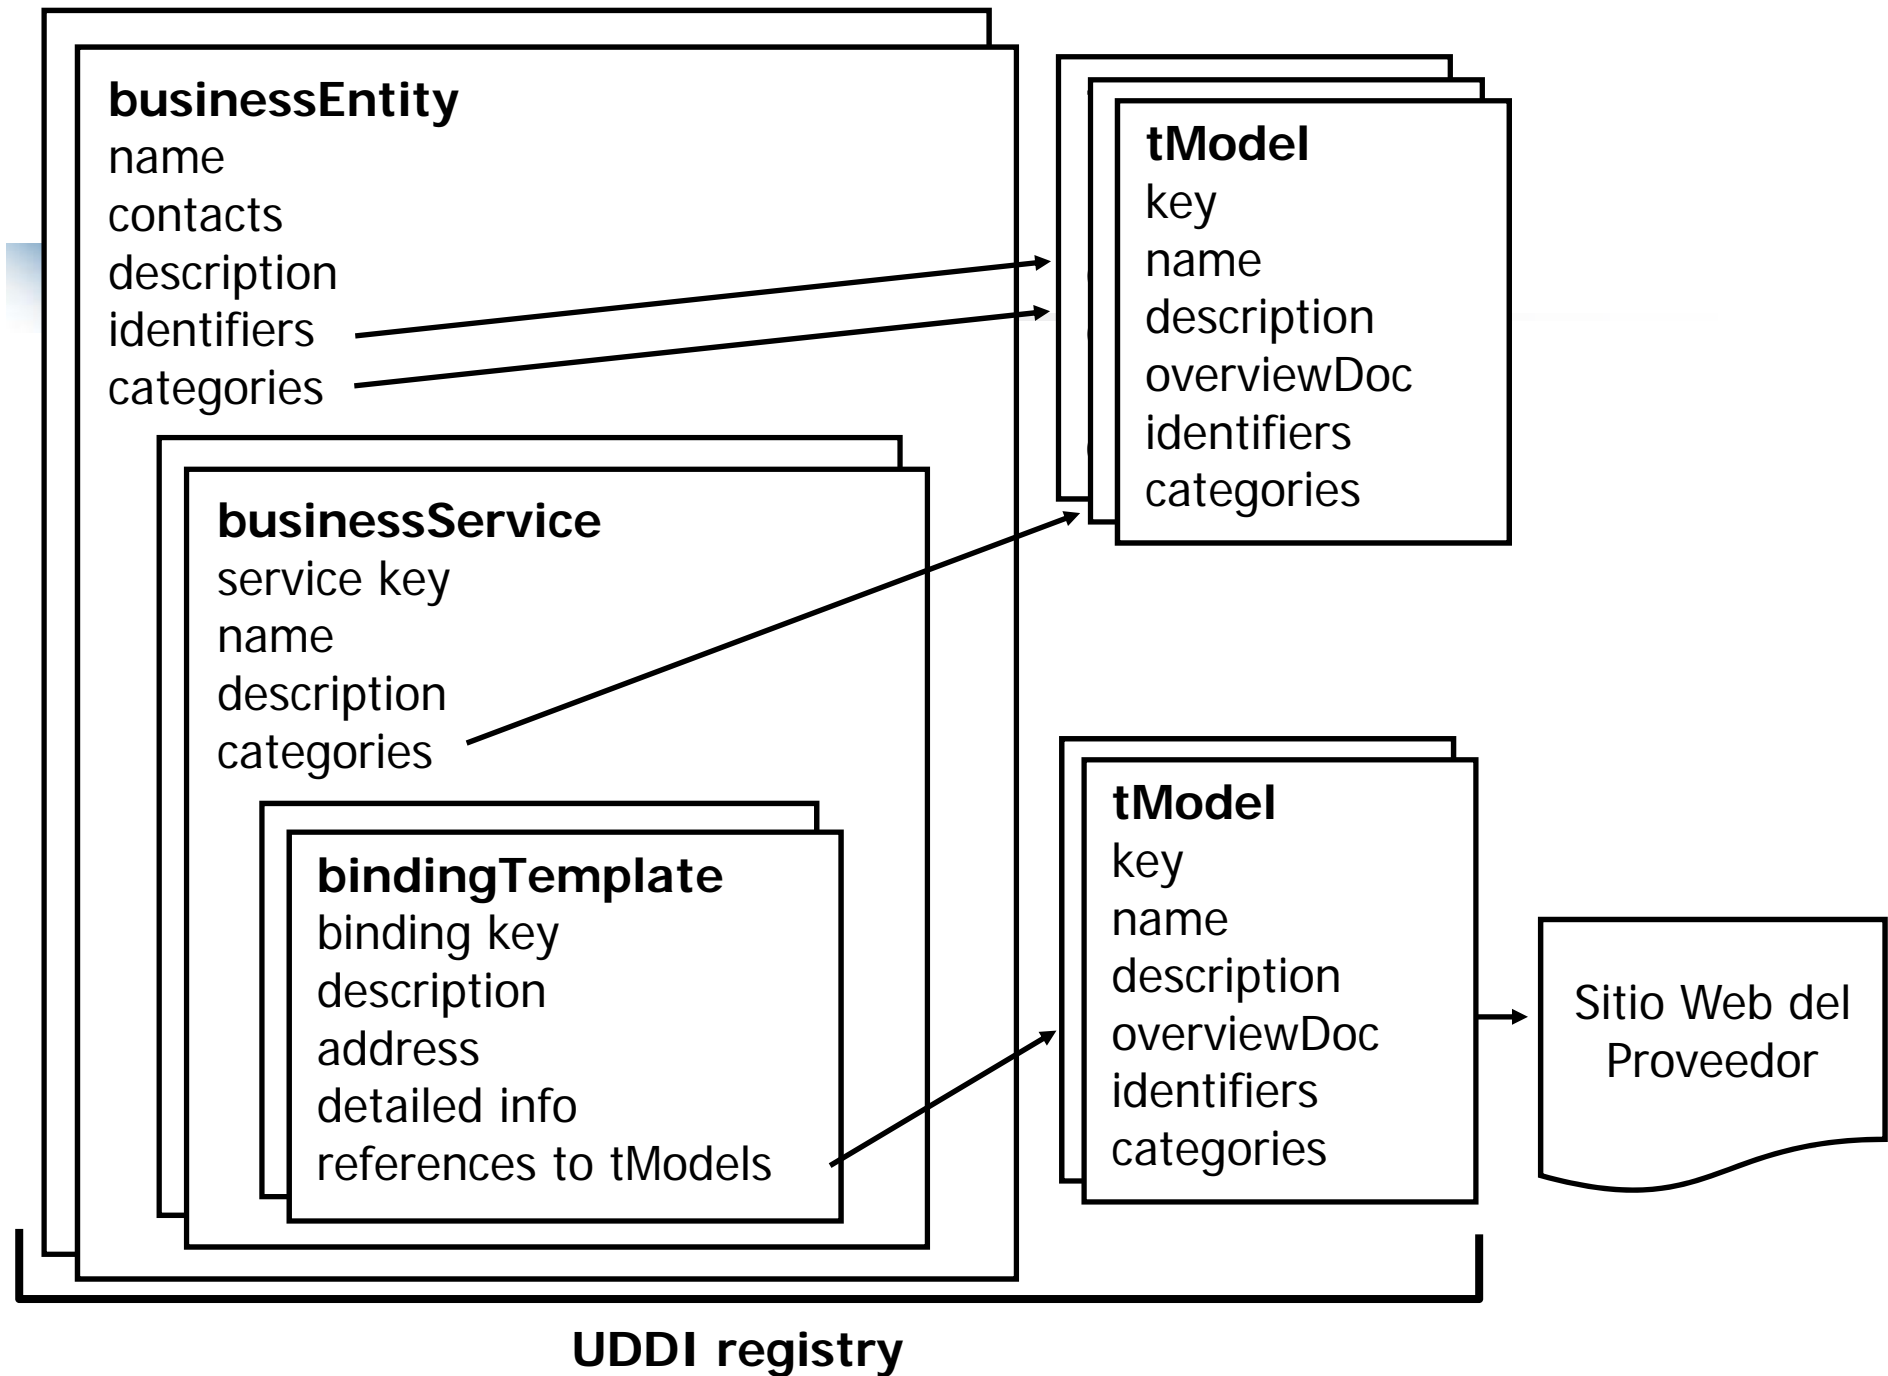 businessEntity
name
contacts
description
identifiers
categories
businessService
service key
name
description
categories
bindingTemplate
binding key
description
address
detailed info
references to tModels
tModel
key
name
description
overviewDoc
identifiers
categories
tModel
key
name
description
overviewDoc
identifiers
categories
Sitio Web del
Proveedor
UDDI registry